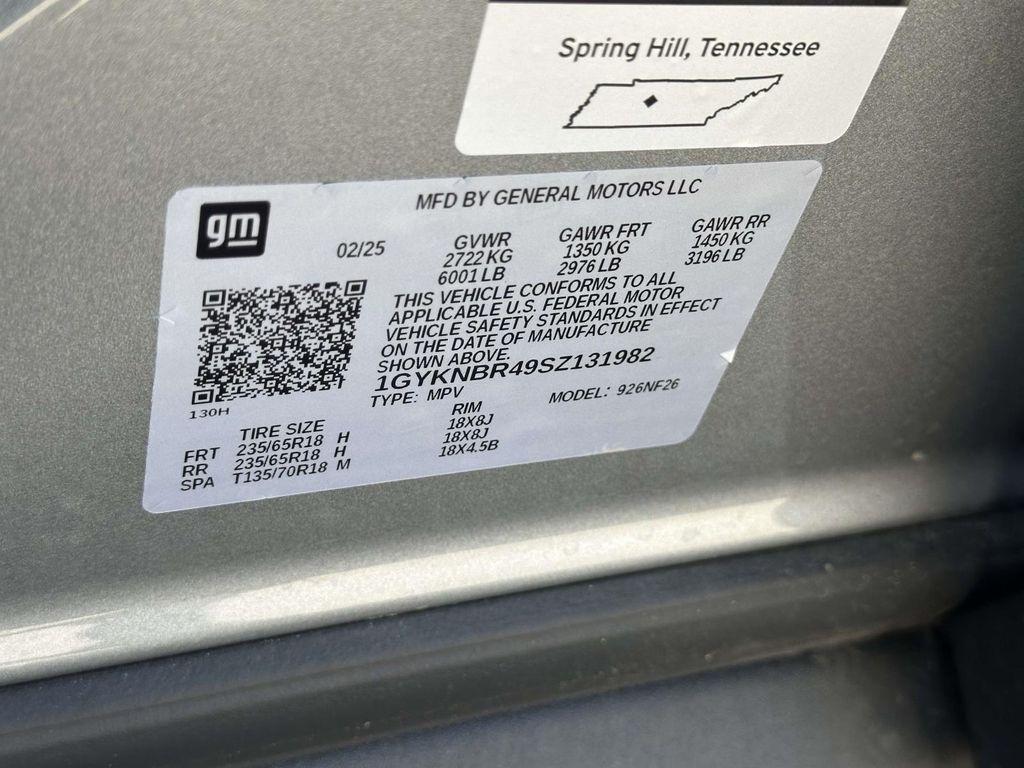 Spring Hill, Tennessee
gm
MFD BY GENERAL MOTORS LLC
02/25
GVWR
2722 KG
6001 LB
GAWR FRT
1350 KG
2976 LB
GAWR RR
1450 KG
3196 LB
THIS VEHICLE CONFORMS TO ALL
APPLICABLE U.S. FEDERAL MOTOR
VEHICLE SAFETY STANDARDS IN EFFECT
ON THE DATE OF MANUFACTURE
SHOWN ABOVE.
1GYKNBR49SZ131982
TYPE: MPV
MODEL: 926NF26
130H
TIRE SIZE
RIM
FRT 235/65R18 H 18X8J
RR 235/65R18 H 18X8J
SPA T135/70R18 M 18X4.5B